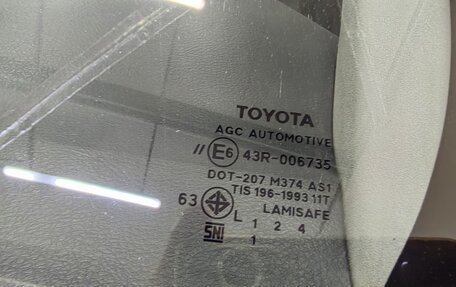 TOYOTA
AGC AUTOMOTIVE
// E6 43R-006735
DOT-207 M374 AS1
TIS 196-1993 11T
63 LAMISAFE
L 1 2 4
SNI 1